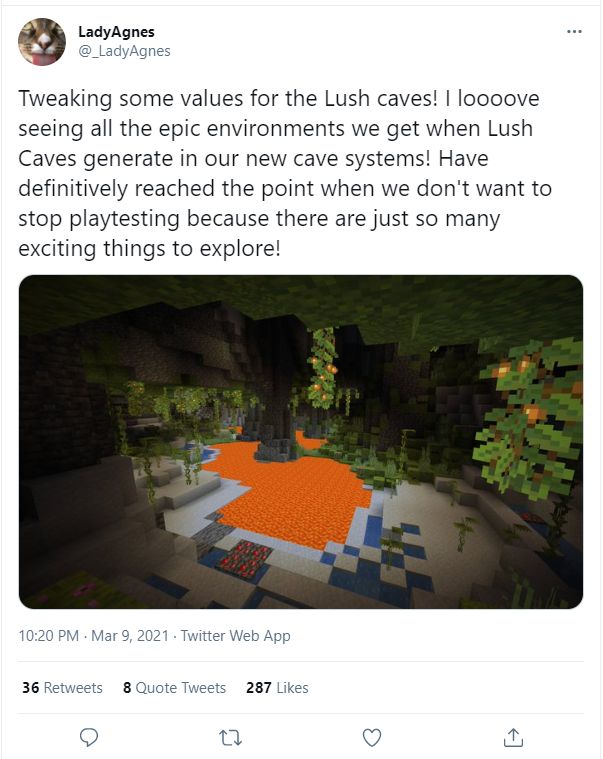 LadyAgnes
@_LadyAgnes
Tweaking some values for the Lush caves! I loooove
seeing all the epic environments we get when Lush
Caves generate in our new cave systems! Have
definitively reached the point when we don't want to
stop playtesting because there are just so many
exciting things to explore!
10:20 PM · Mar 9, 2021 · Twitter Web App
36 Retweets 8 Quote Tweets 287 Likes